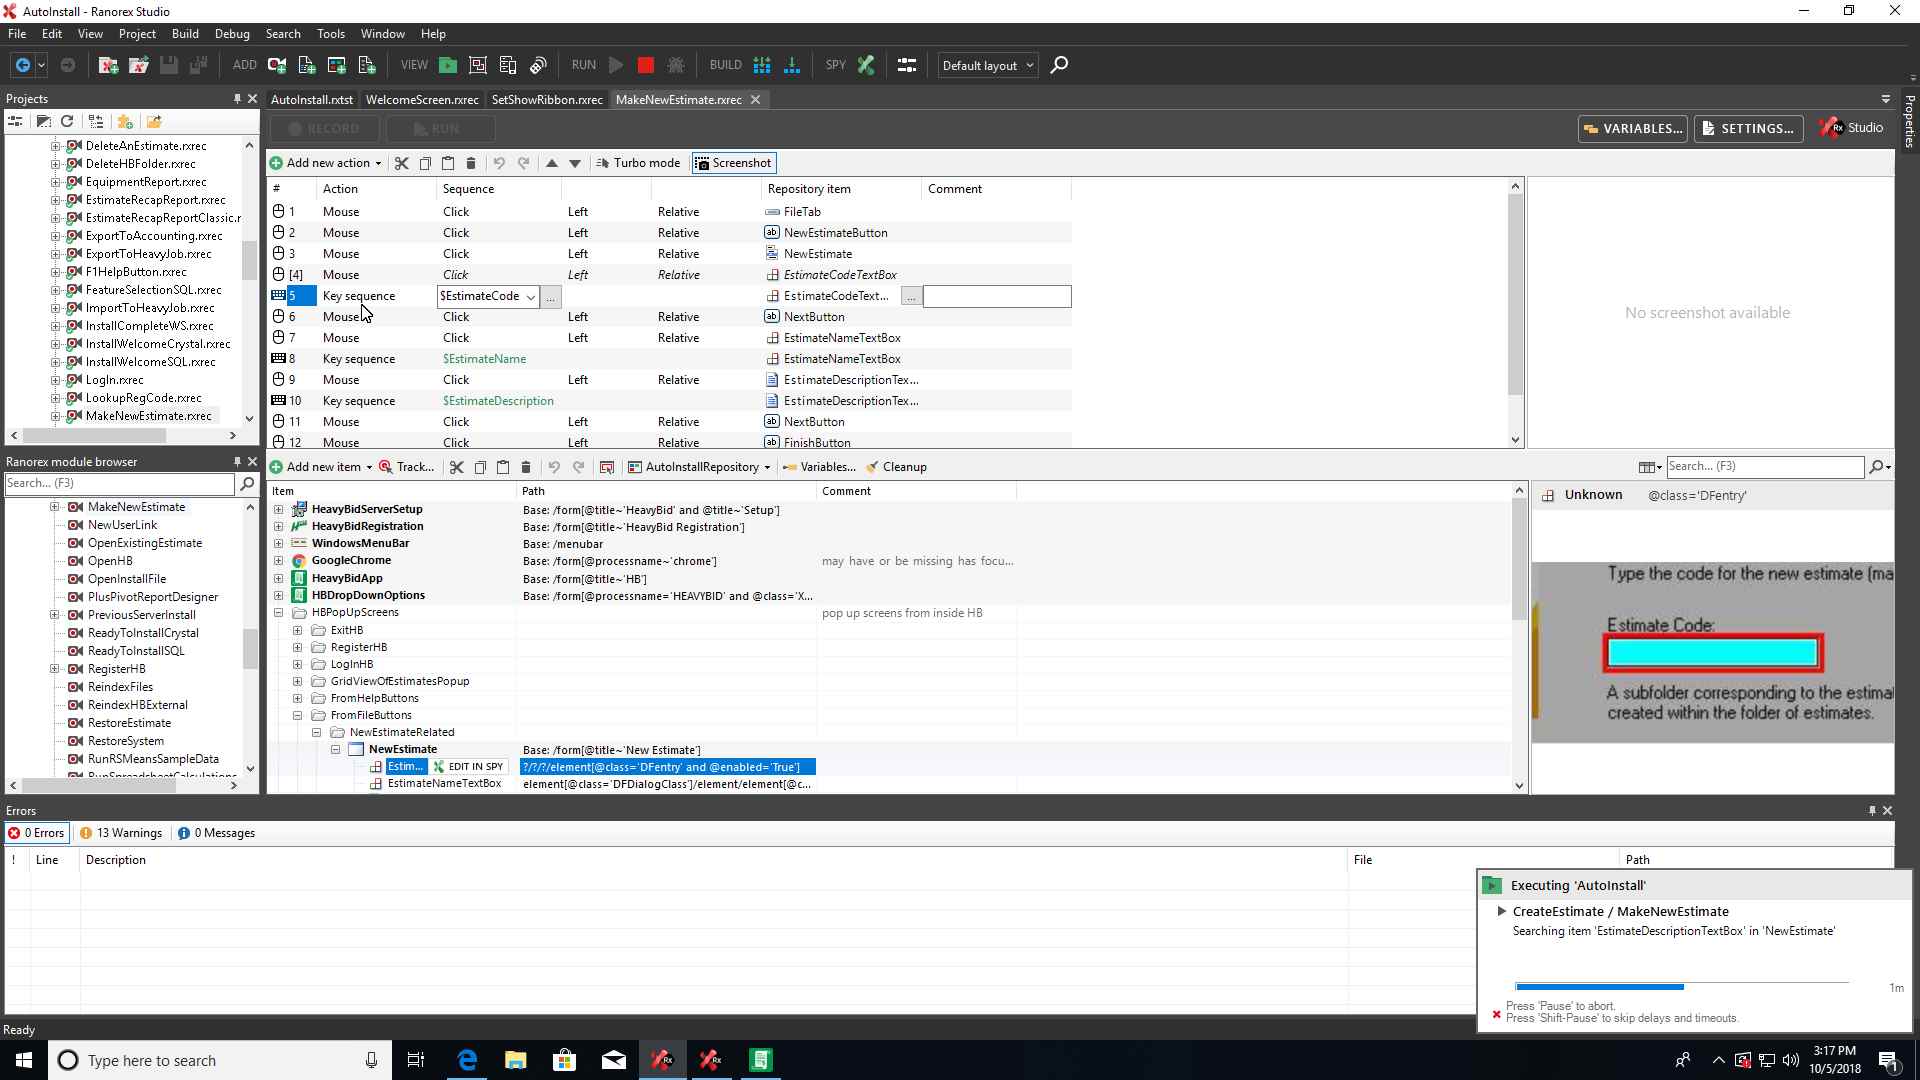 AutoInstall - Ranorex Studio
File Edit View Project Build Debug Search Tools Window Help
ADD VIEW RUN BUILD SPY Default layout
Projects
AutoInstall.rxtst WelcomeScreen.rxrec SetShowRibbon.rxrec MakeNewEstimate.rxrec
Properties
RECORD RUN VARIABLES... SETTINGS... Rx Studio
Add new action Turbo mode Screenshot
DeleteAnEstimate.rxrec
DeleteHBFolder.rxrec
EquipmentReport.rxrec
EstimateRecapReport.rxrec
EstimateRecapReportClassic.r
ExportToAccounting.rxrec
ExportToHeavyJob.rxrec
F1HelpButton.rxrec
FeatureSelectionSQL.rxrec
ImportToHeavyJob.rxrec
InstallCompleteWS.rxrec
InstallWelcomeCrystal.rxrec
InstallWelcomeSQL.rxrec
LogIn.rxrec
LookupRegCode.rxrec
MakeNewEstimate.rxrec
# Action Sequence Repository item Comment
1 Mouse Click Left Relative FileTab
2 Mouse Click Left Relative NewEstimateButton
3 Mouse Click Left Relative NewEstimate
[4] Mouse Click Left Relative EstimateCodeTextBox
5 Key sequence $EstimateCode ... EstimateCodeText... ...
6 Mouse Click Left Relative NextButton
7 Mouse Click Left Relative EstimateNameTextBox
8 Key sequence $EstimateName EstimateNameTextBox
9 Mouse Click Left Relative EstimateDescriptionTex...
10 Key sequence $EstimateDescription EstimateDescriptionTex...
11 Mouse Click Left Relative NextButton
12 Mouse Click Left Relative FinishButton
No screenshot available
Ranorex module browser
Search... (F3)
MakeNewEstimate
NewUserLink
OpenExistingEstimate
OpenHB
OpenInstallFile
PlusPivotReportDesigner
PreviousServerInstall
ReadyToInstallCrystal
ReadyToInstallSQL
RegisterHB
ReindexFiles
ReindexHBExternal
RestoreEstimate
RestoreSystem
RunRSMeansSampleData
RunSpreadsheetCalculations
Add new item Track... AutoInstallRepository Variables... Cleanup Search... (F3)
Item Path Comment
HeavyBidServerSetup Base: /form[@title~'HeavyBid' and @title~'Setup']
HeavyBidRegistration Base: /form[@title~'HeavyBid Registration']
WindowsMenuBar Base: /menubar
GoogleChrome Base: /form[@processname~'chrome'] may have or be missing has focu...
HeavyBidApp Base: /form[@title~'HB']
HBDropDownOptions Base: /form[@processname='HEAVYBID' and @class='X...
HBPopUpScreens pop up screens from inside HB
ExitHB
RegisterHB
LogInHB
GridViewOfEstimatesPopup
FromHelpButtons
FromFileButtons
NewEstimateRelated
NewEstimate Base: /form[@title~'New Estimate']
Estim... EDIT IN SPY ?/?/?/element[@class='DFentry' and @enabled='True']
EstimateNameTextBox element[@class='DFDialogClass']/element/element[@c...
Unknown @class='DFentry'
Type the code for the new estimate (ma
Estimate Code:
A subfolder corresponding to the estima
created within the folder of estimates.
Errors
0 Errors 13 Warnings 0 Messages
! Line Description File Path
Executing 'AutoInstall'
CreateEstimate / MakeNewEstimate
Searching item 'EstimateDescriptionTextBox' in 'NewEstimate'
1m
Press 'Pause' to abort.
Press 'Shift-Pause' to skip delays and timeouts.
Ready
Type here to search
3:17 PM
10/5/2018
1